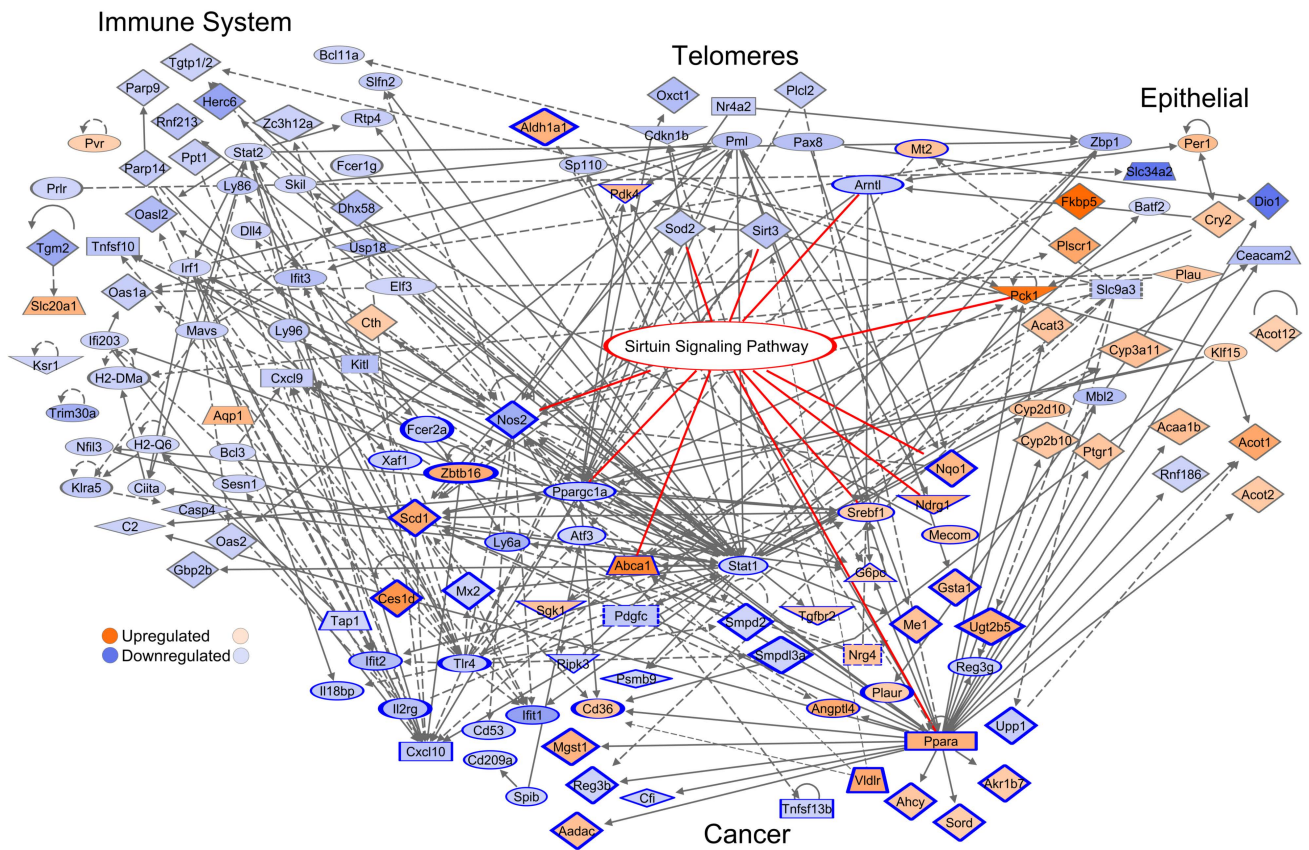 Immune System
Telomeres
Epithelial
Bcl11a
Tgtp1/2
Slfn2
Parp9
Herc6
Oxct1
Nr4a2
Plcl2
Rnf213
Zc3h12a
Rtp4
Aldh1a1
Cdkn1b
Pvr
Stat2
Pml
Pax8
Mt2
Zbp1
Per1
Ppt1
Fcer1g
Sp110
Parp14
Slc34a2
Prlr
Ly86
Skil
Pdk4
Arntl
Fkbp5
Batf2
Dio1
Oasl2
Dhx58
Cry2
Dll4
Sod2
Sirt3
Tgm2
Tnfsf10
Usp18
Plscr1
Ceacam2
Irf1
Ifit3
Elf3
Plau
Slc20a1
Oas1a
Pck1
Slc9a3
Cth
Acat3
Mavs
Ly96
Acot12
Ifi203
Sirtuin Signaling Pathway
Cyp3a11
Klf15
Ksr1
Kitl
H2-DMa
Cxcl9
Mbl2
Trim30a
Aqp1
Nos2
Cyp2d10
Fcer2a
Acaa1b
Nfil3
H2-Q6
Cyp2b10
Ptgr1
Acot1
Bcl3
Xaf1
Zbtb16
Nqo1
Rnf186
Klra5
Ciita
Sesn1
Ppargc1a
Acot2
Casp4
Ndrg1
C2
Scd1
Srebf1
Mecom
Oas2
Ly6a
Atf3
Gbp2b
Abca1
Stat1
G6pd
Ces1d
Mx2
Gsta1
Sgk1
Tap1
Pdgfc
Smpd2
Tgfbr2
Me1
Ugt2b5
Upregulated
Downregulated
Ifit2
Tlr4
Ripk3
Smpdl3a
Nrg4
Reg3g
Il18bp
Psmb9
Plaur
Il2rg
Ifit1
Cd36
Angptl4
Upp1
Cd53
Cxcl10
Mgst1
Ppara
Cd209a
Vldlr
Akr1b7
Reg3b
Spib
Cfi
Tnfsf13b
Ahcy
Sord
Aadac
Cancer